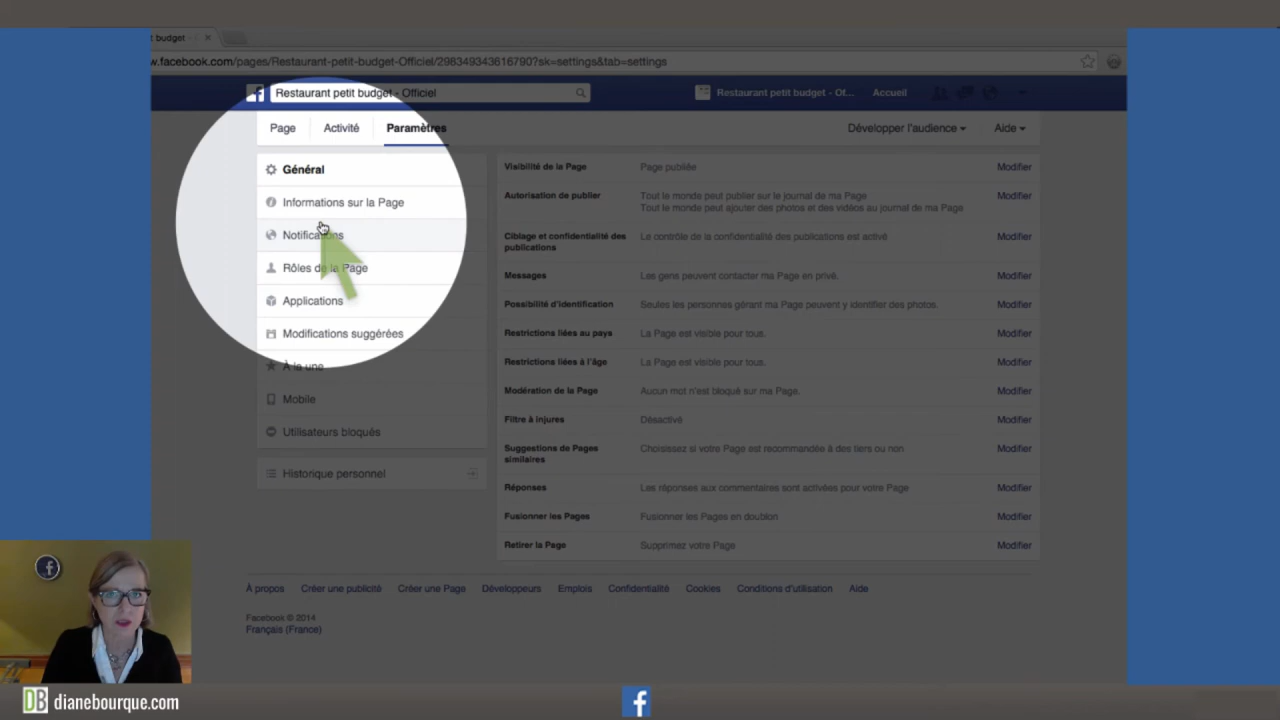 t budget -
w.facebook.com/pages/Restaurant-petit-budget-Officiel/298349343616790?sk=settings&tab=settings
Restaurant petit budget - Officiel
Restaurant petit budget - Of...
Accueil
Page
Activité
Paramètres
Développer l'audience
Aide
Général
Informations sur la Page
Notifications
Rôles de la Page
Applications
Modifications suggérées
À la une
Mobile
Utilisateurs bloqués
Historique personnel
Visibilité de la Page Page publiée Modifier
Autorisation de publier Tout le monde peut publier sur le journal de ma Page Modifier
Tout le monde peut ajouter des photos et des vidéos au journal de ma Page
Ciblage et confidentialité des Le contrôle de la confidentialité des publications est activé Modifier
publications
Messages Les gens peuvent contacter ma Page en privé. Modifier
Possibilité d'identification Seules les personnes gérant ma Page peuvent y identifier des photos. Modifier
Restrictions liées au pays La Page est visible pour tous. Modifier
Restrictions liées à l'âge La Page est visible pour tous. Modifier
Modération de la Page Aucun mot n'est bloqué sur ma Page. Modifier
Filtre à injures Désactivé Modifier
Suggestions de Pages Choisissez si votre Page est recommandée à des tiers ou non Modifier
similaires
Réponses Les réponses aux commentaires sont activées pour votre Page Modifier
Fusionner les Pages Fusionner les Pages en doublon Modifier
Retirer la Page Supprimez votre Page Modifier
À propos Créer une publicité Créer une Page Développeurs Emplois Confidentialité Cookies Conditions d'utilisation Aide
Facebook © 2014
Français (France)
DB dianebourque.com